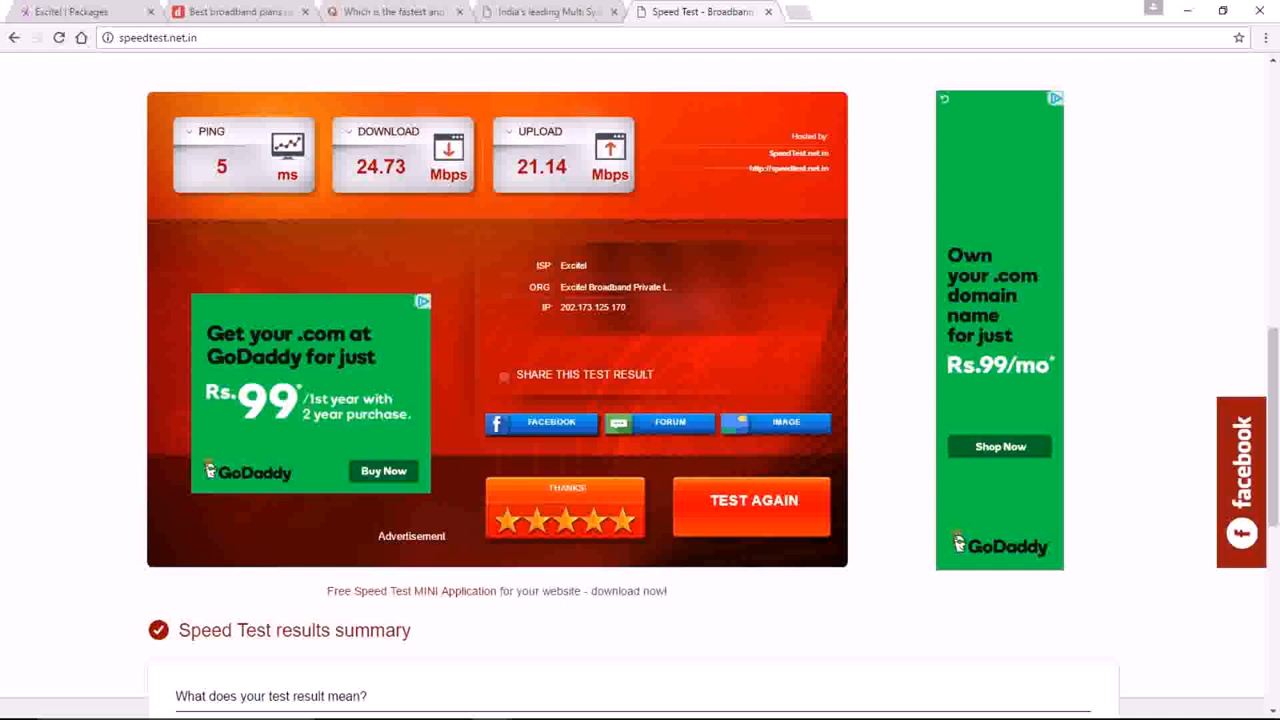 Excitel | Packages
Best broadband plans
Which is the fastest and
India's leading Multi Sy
Speed Test - Broadban
speedtest.net.in
PING
5
ms
DOWNLOAD
24.73
Mbps
UPLOAD
21.14
Mbps
Hosted by:
SpeedTest.net.in
http://speedtest.net.in
ISP Excitel
ORG Excitel Broadband Private L...
IP 202.173.125.170
SHARE THIS TEST RESULT
FACEBOOK
FORUM
IMAGE
THANKS!
TEST AGAIN
Get your .com at
GoDaddy for just
Rs.99*/1st year with
2 year purchase.
GoDaddy
Buy Now
Advertisement
Own
your .com
domain
name
for just
Rs.99/mo*
Shop Now
GoDaddy
facebook
Free Speed Test MINI Application for your website - download now!
Speed Test results summary
What does your test result mean?